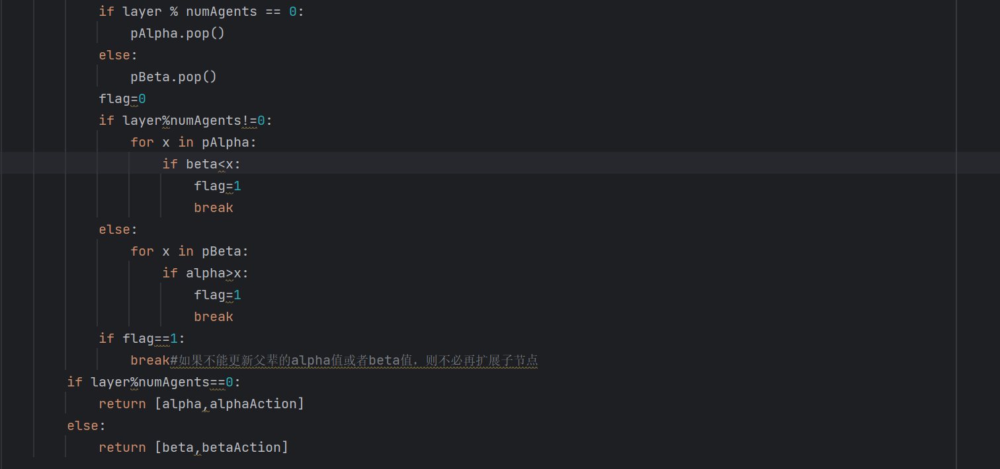 if layer % numAgents == 0:
pAlpha.pop()
else:
pBeta.pop()
flag=0
if layer%numAgents!=0:
for x in pAlpha:
if beta<x:
flag=1
break
else:
for x in pBeta:
if alpha>x:
flag=1
break
if flag==1:
break#如果不能更新父辈的alpha值或者beta值，则不必再扩展子节点
if layer%numAgents==0:
return [alpha,alphaAction]
else:
return [beta,betaAction]